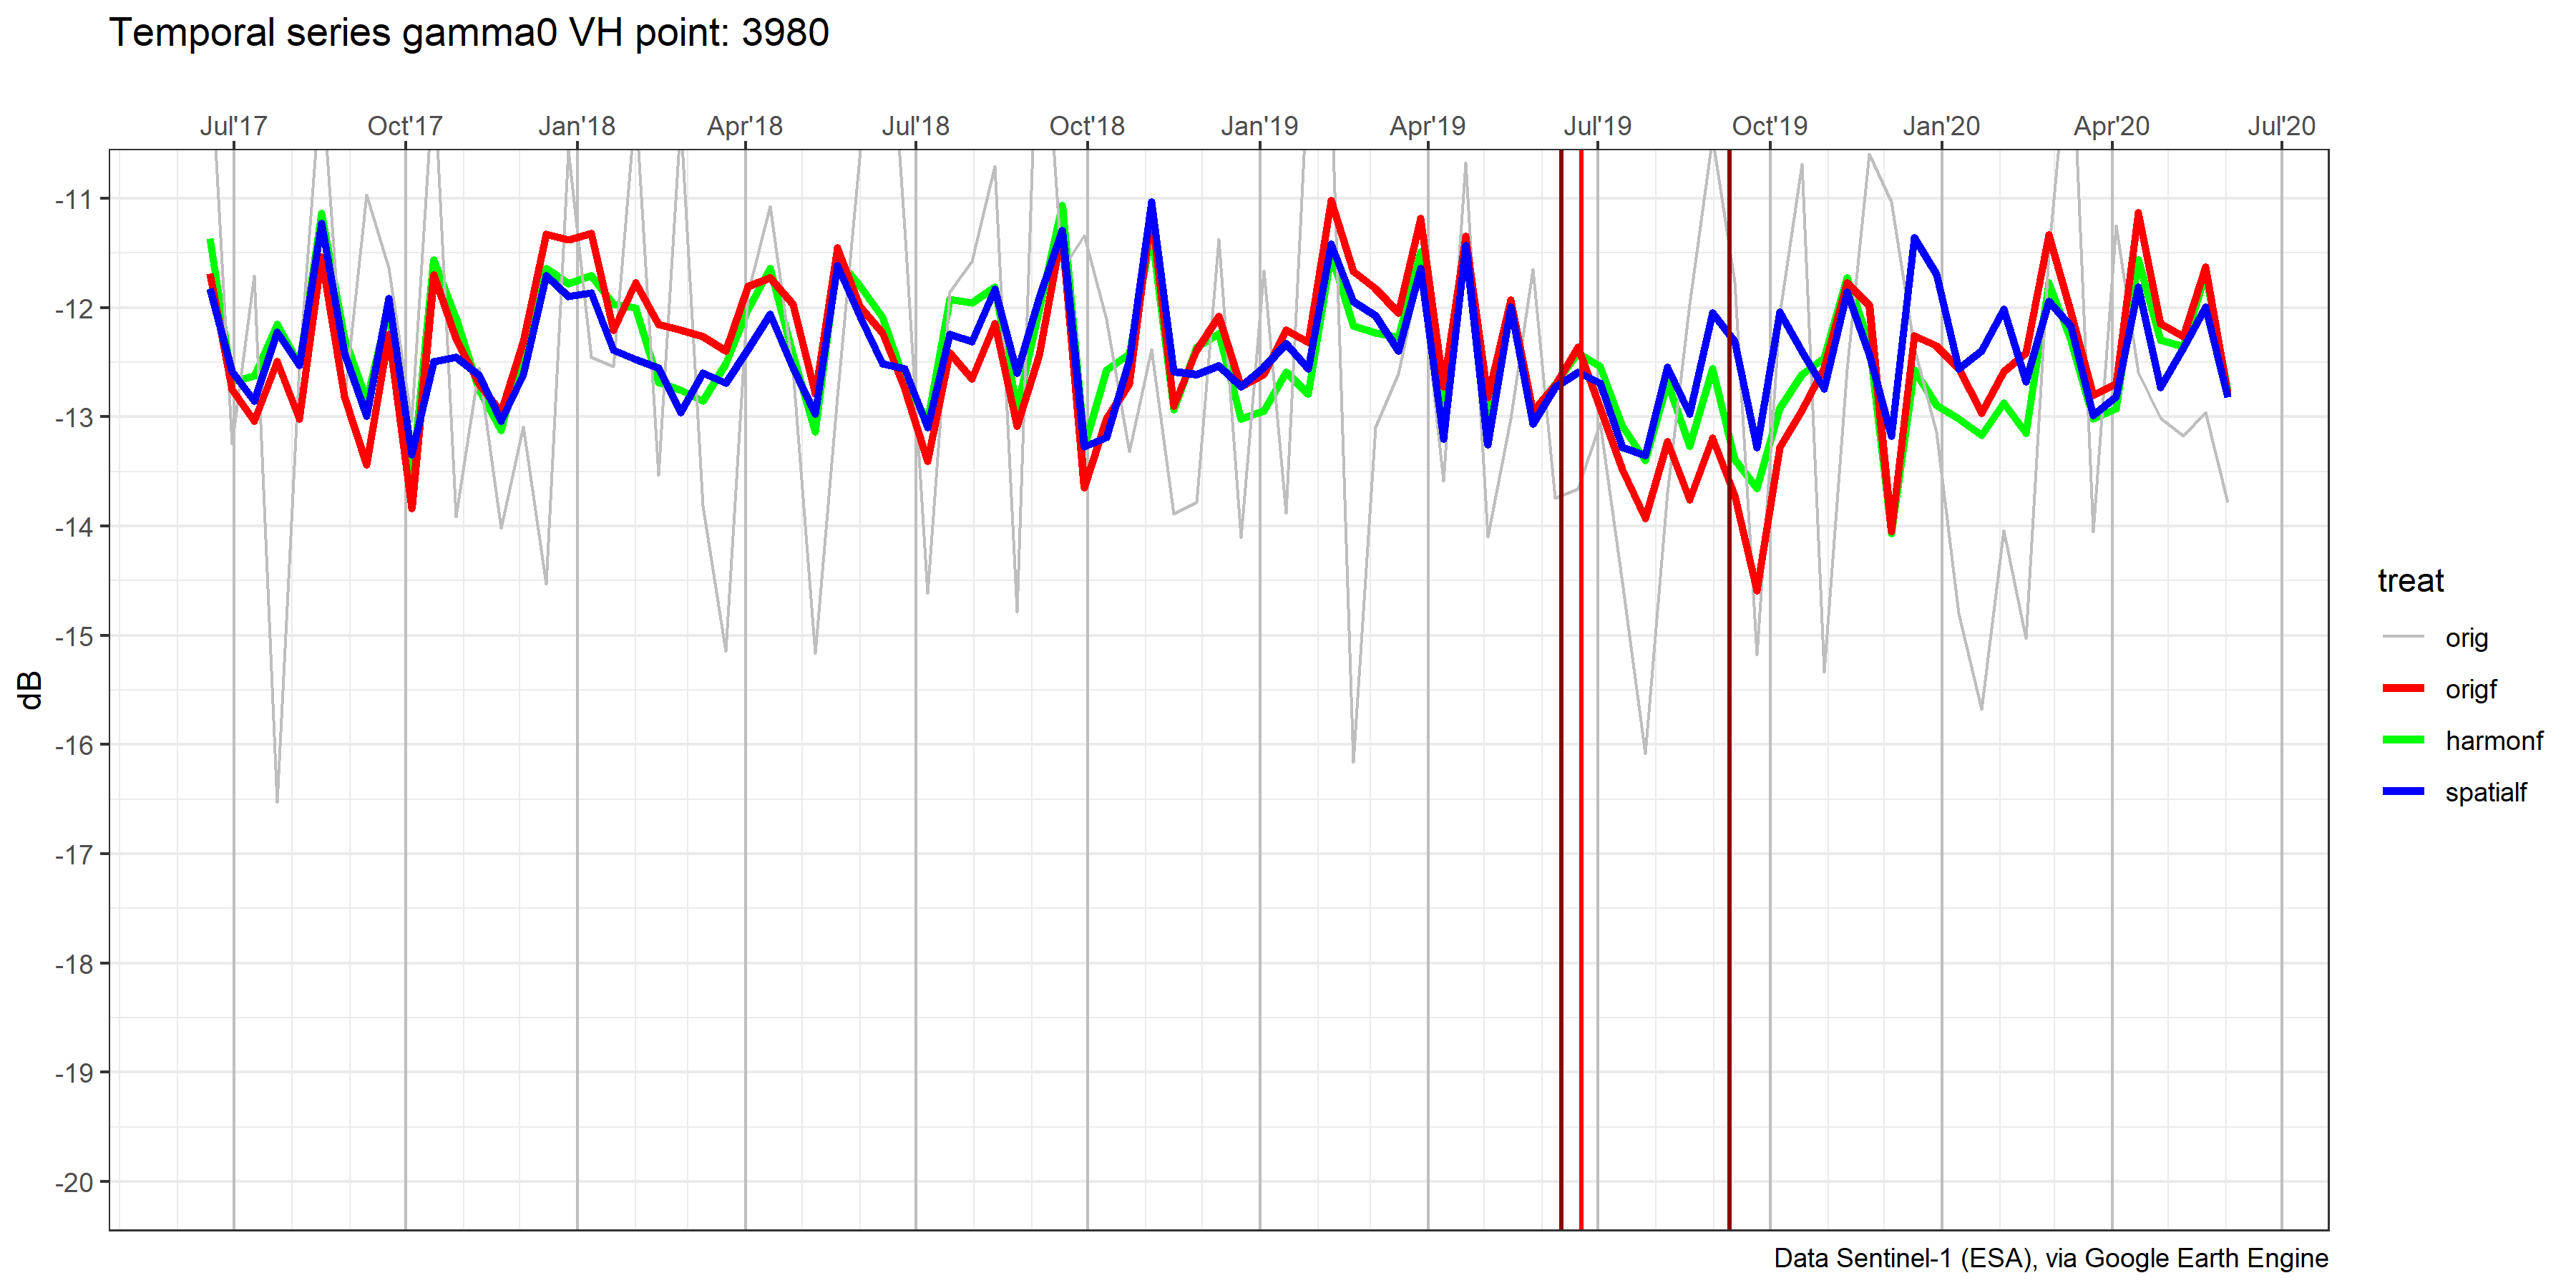 Temporal series gamma0 VH point: 3980
Jul'17 Oct'17 Jan'18 Apr'18 Jul'18 Oct'18 Jan'19 Apr'19 Jul'19 Oct'19 Jan'20 Apr'20 Jul'20
-11
-12
-13
-14
-15
-16
-17
-18
-19
-20
dB
treat
orig
origf
harmonf
spatialf
Data Sentinel-1 (ESA), via Google Earth Engine